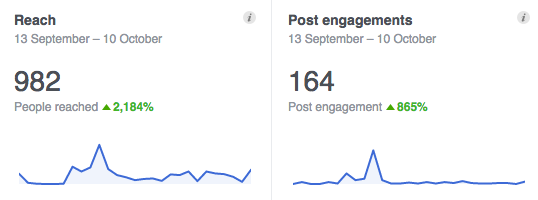 Reach
13 September – 10 October
982
People reached 2,184%
Post engagements
13 September – 10 October
164
Post engagement 865%